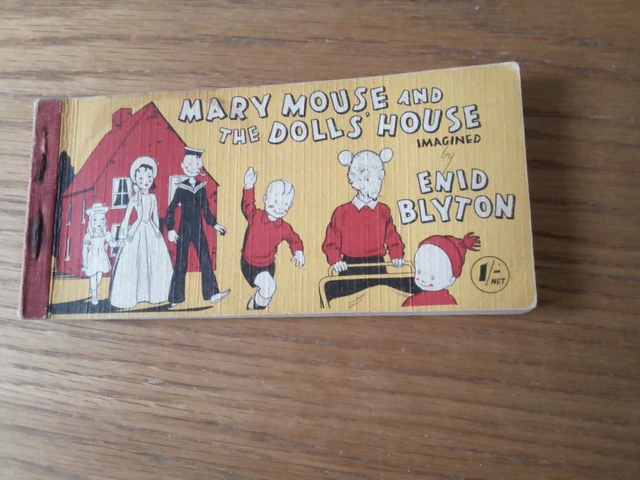 MARY MOUSE AND
THE DOLLS' HOUSE
IMAGINED
by
ENID
BLYTON
1/-
NET